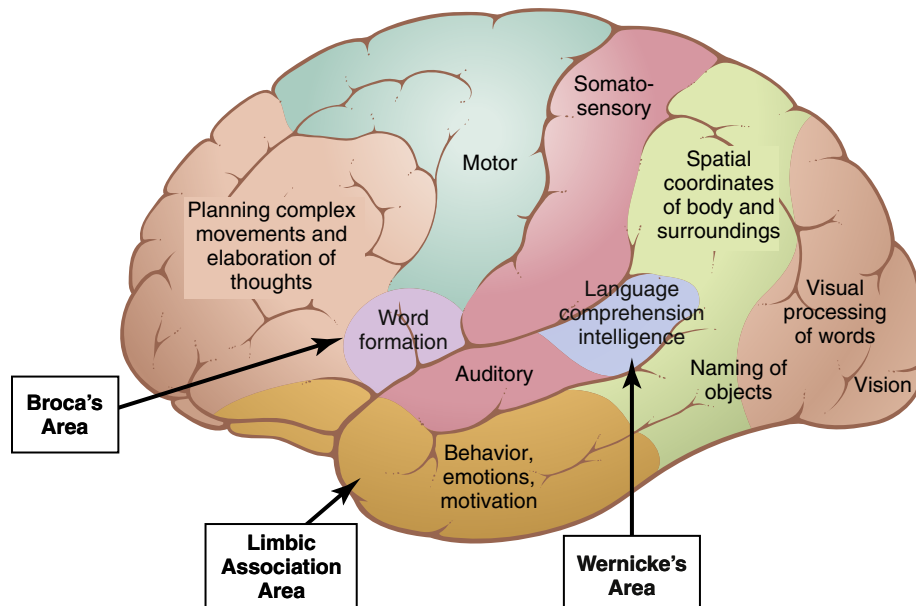 Somato-
sensory
Motor
Spatial
coordinates
of body and
surroundings
Planning complex
movements and
elaboration of
thoughts
Word
formation
Language
comprehension
intelligence
Visual
processing
of words
Auditory
Naming of
objects
Vision
Broca's
Area
Behavior,
emotions,
motivation
Limbic
Association
Area
Wernicke's
Area